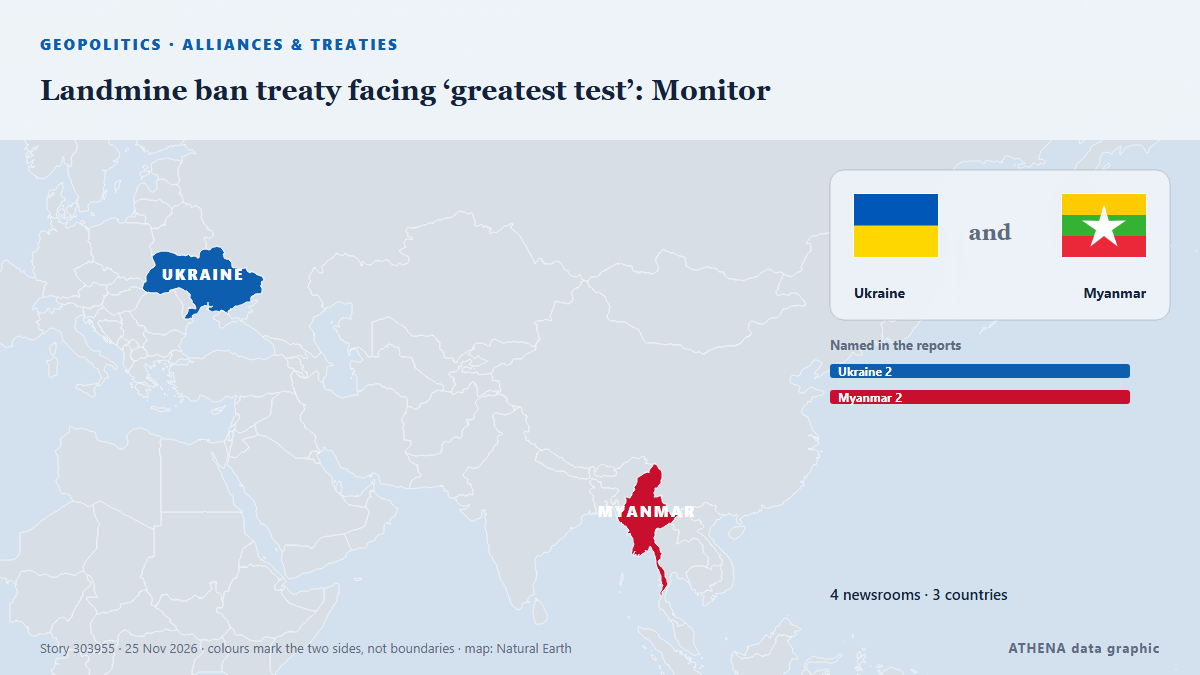 GEOPOLITICS · ALLIANCES & TREATIES
Landmine ban treaty facing ‘greatest test’: Monitor
UKRAINE
MYANMAR
and
Ukraine
Myanmar
Named in the reports
Ukraine 2
Myanmar 2
4 newsrooms · 3 countries
Story 303955 · 25 Nov 2026 · colours mark the two sides, not boundaries · map: Natural Earth
ATHENA data graphic